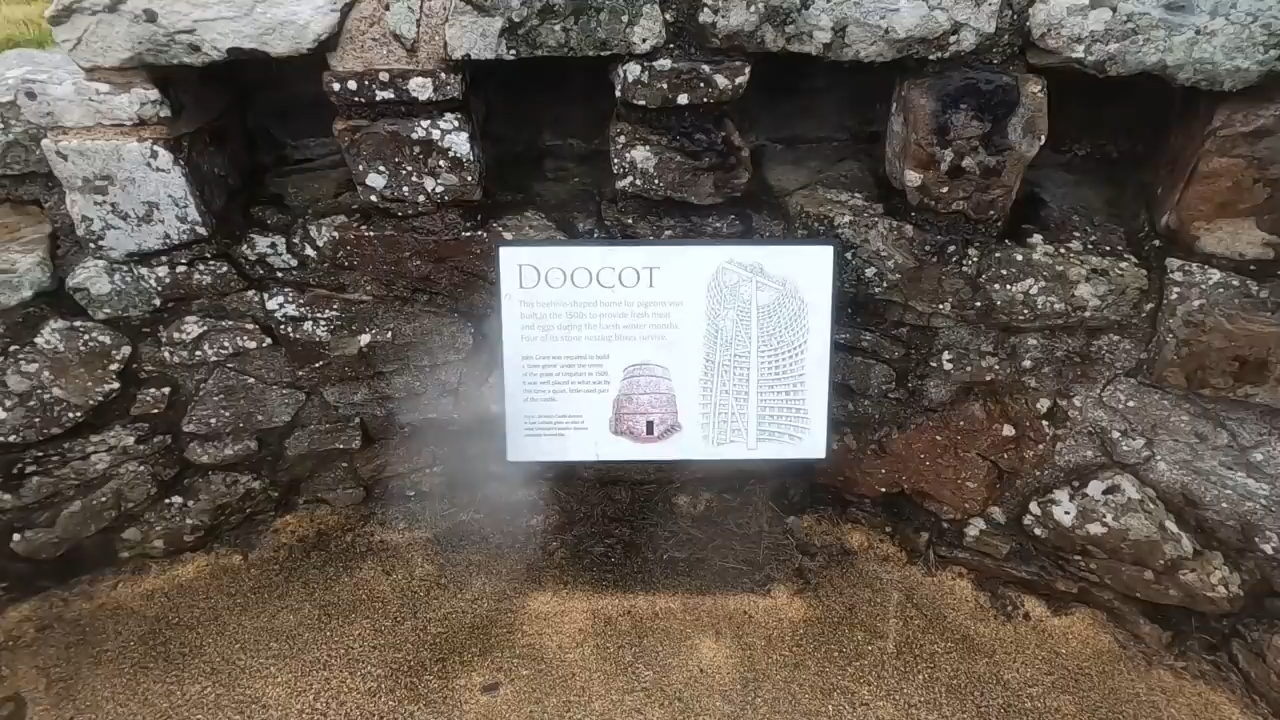 DOOCOT
This beehive-shaped home for pigeons was
built in the 1500s to provide fresh meat
and eggs during the harsh winter months.
Four of its stone nesting boxes survive.
John Grant was required to build
a 'dove-grove' under the terms
of the grant of Urquhart in 1509.
It was well placed in what was by
this time a quiet, little-used part
of the castle.